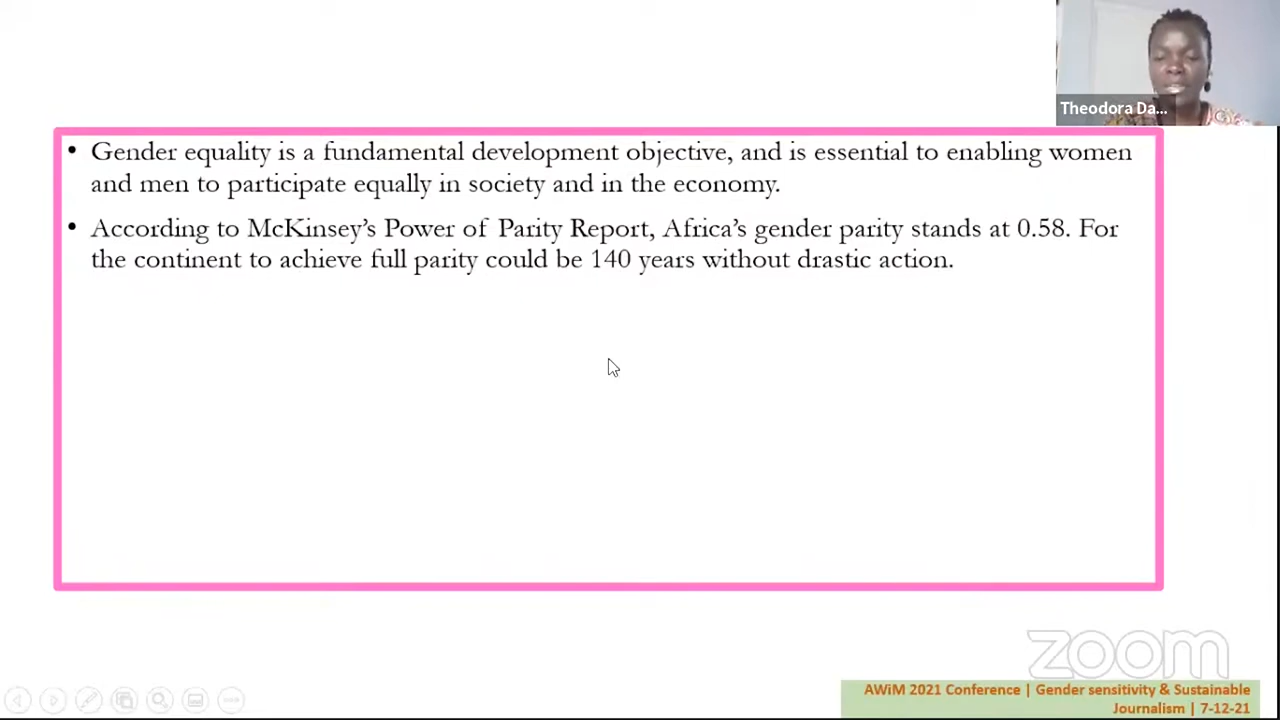 Theodora Da...
• Gender equality is a fundamental development objective, and is essential to enabling women
and men to participate equally in society and in the economy.
• According to McKinsey’s Power of Parity Report, Africa’s gender parity stands at 0.58. For
the continent to achieve full parity could be 140 years without drastic action.
zoom
AWiM 2021 Conference | Gender sensitivity & Sustainable
Journalism | 7-12-21